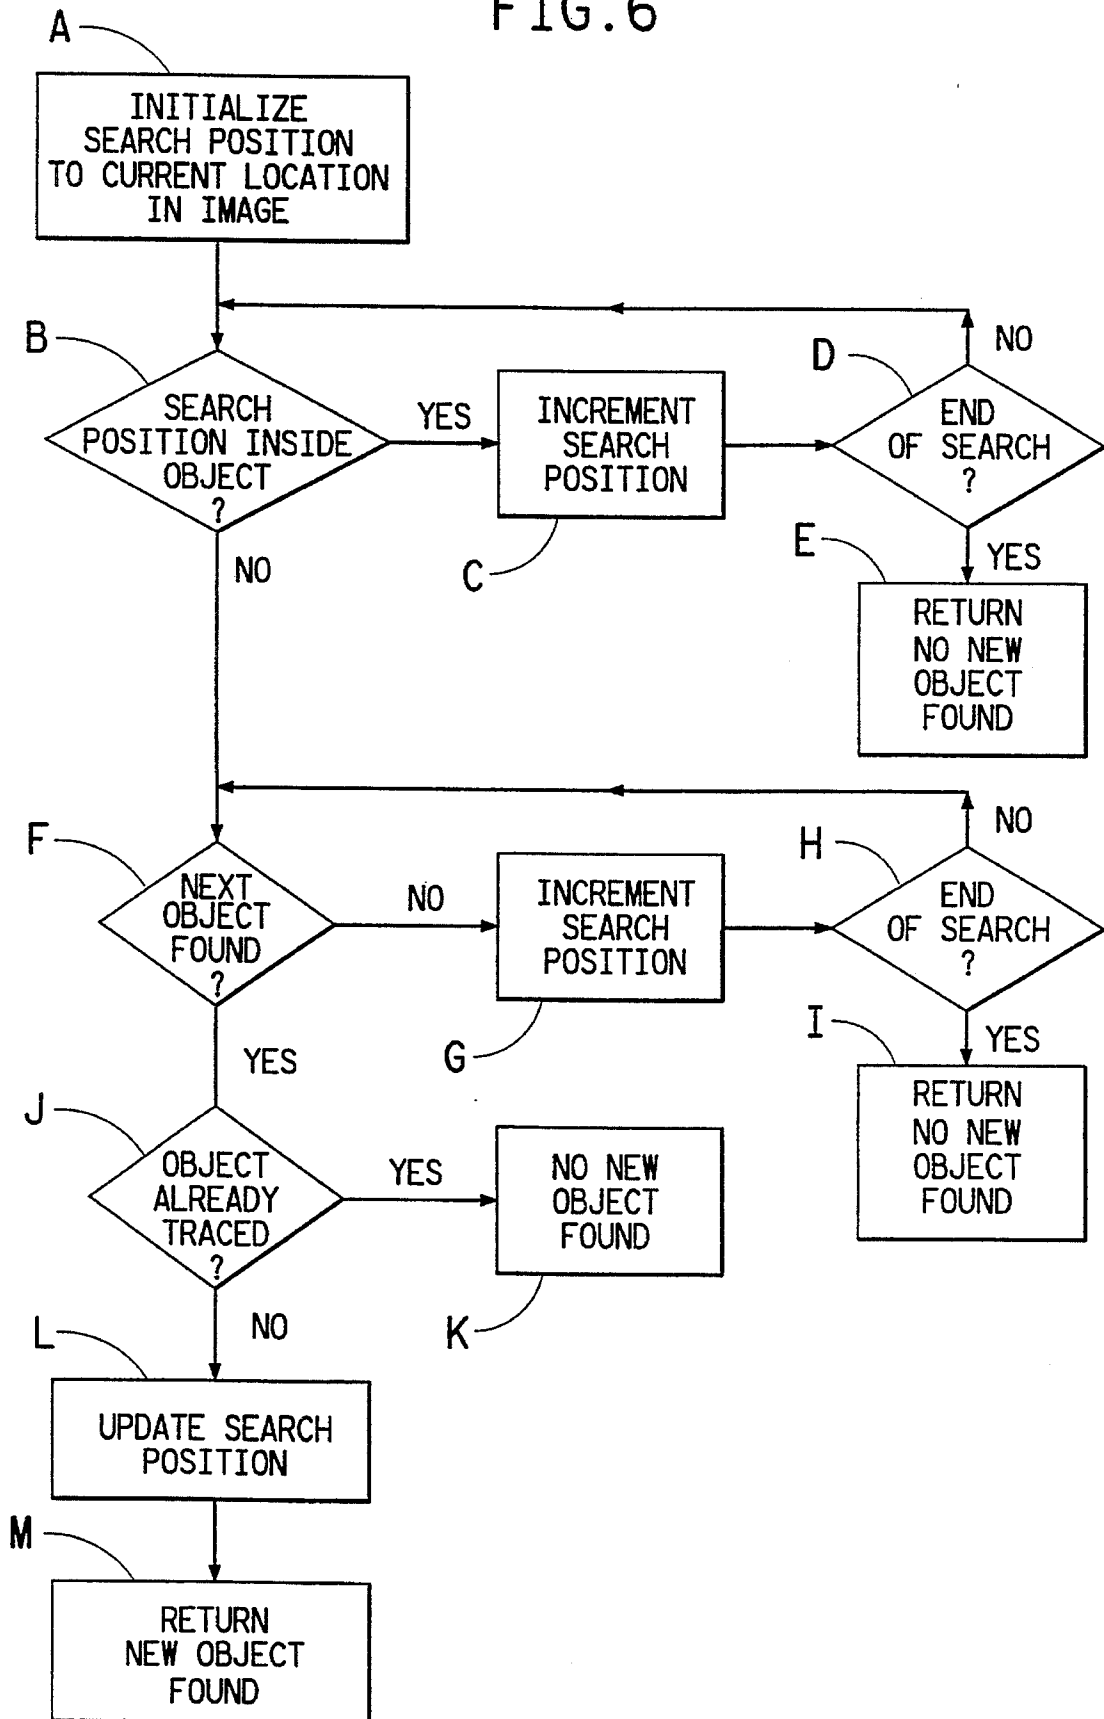 FIG.6
A
INITIALIZE
SEARCH POSITION
TO CURRENT LOCATION
IN IMAGE
B
SEARCH
POSITION INSIDE
OBJECT
?
YES
NO
INCREMENT
SEARCH
POSITION
C
D
END
OF SEARCH
?
NO
YES
E
RETURN
NO NEW
OBJECT
FOUND
F
NEXT
OBJECT
FOUND
?
NO
YES
INCREMENT
SEARCH
POSITION
G
H
END
OF SEARCH
?
NO
YES
I
RETURN
NO NEW
OBJECT
FOUND
J
OBJECT
ALREADY
TRACED
?
YES
NO
NO NEW
OBJECT
FOUND
K
L
UPDATE SEARCH
POSITION
M
RETURN
NEW OBJECT
FOUND